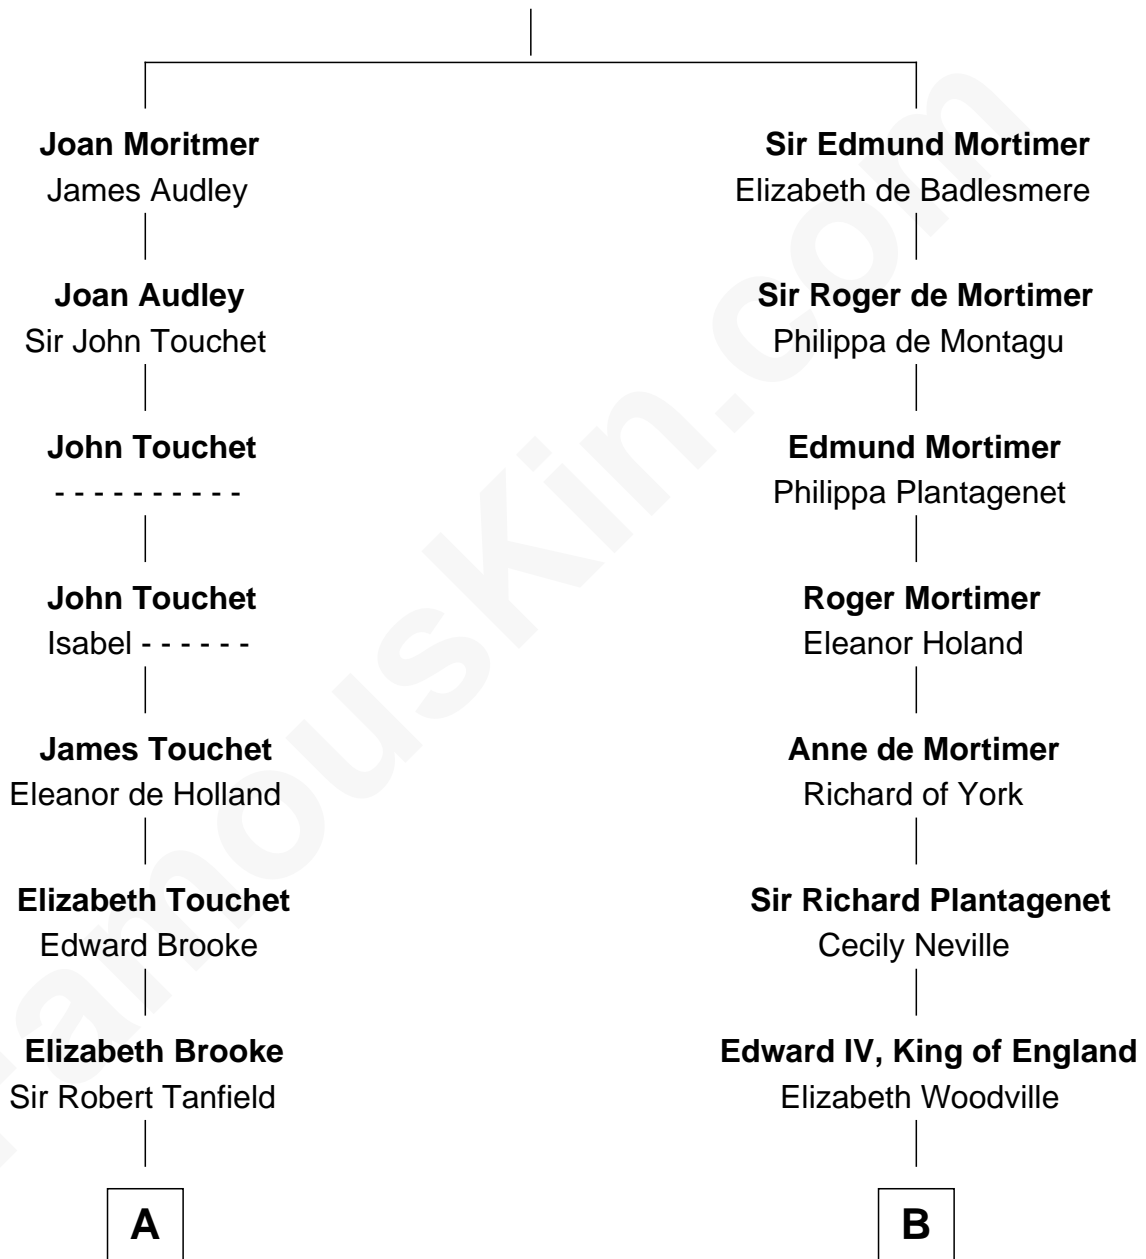 Joan Moritmer
James Audley
Joan Audley
Sir John Touchet
John Touchet
- - - - - - - - - -
John Touchet
Isabel - - - - - -
James Touchet
Eleanor de Holland
Elizabeth Touchet
Edward Brooke
Elizabeth Brooke
Sir Robert Tanfield
A
Sir Edmund Mortimer
Elizabeth de Badlesmere
Sir Roger de Mortimer
Philippa de Montagu
Edmund Mortimer
Philippa Plantagenet
Roger Mortimer
Eleanor Holand
Anne de Mortimer
Richard of York
Sir Richard Plantagenet
Cecily Neville
Edward IV, King of England
Elizabeth Woodville
B
famouskin.com